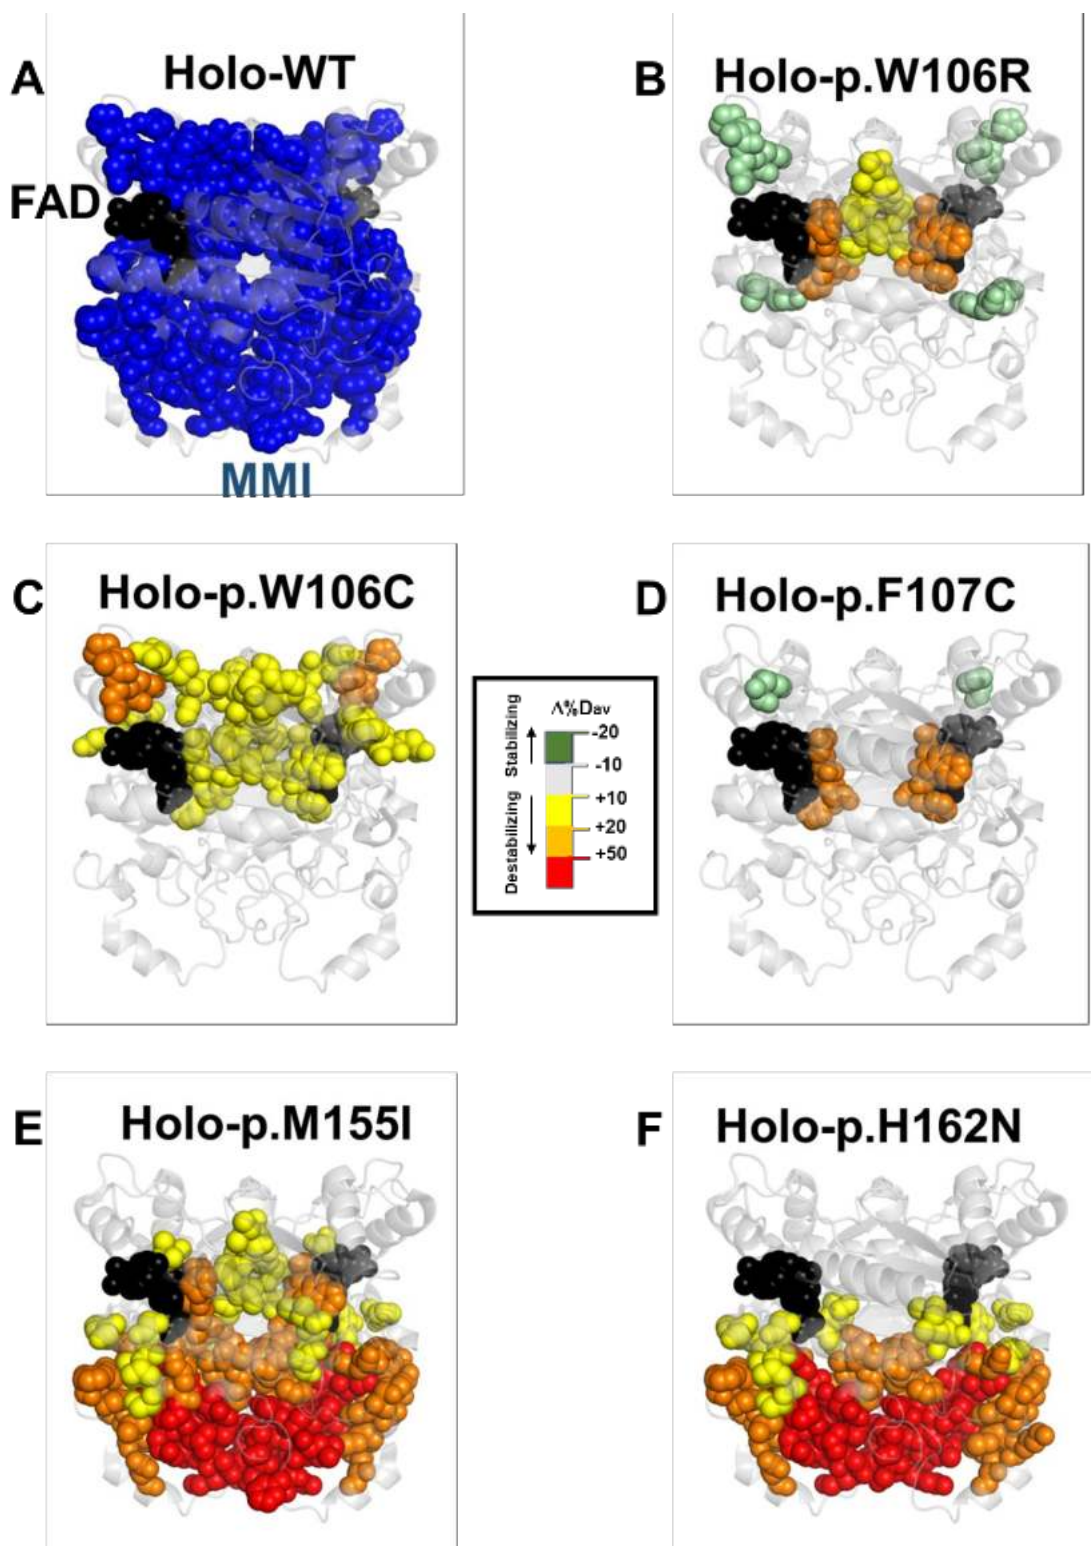 A Holo-WT
FAD
MMI
B Holo-p.W106R
C Holo-p.W106C
D Holo-p.F107C
Λ%Dav
Stabilizing
Destabilizing
-20
-10
+10
+20
+50
E Holo-p.M155I
F Holo-p.H162N